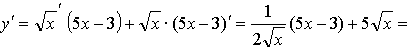 y′ = √x′ (5x − 3) + √x · (5x − 3)′ = 1/(2√x) (5x − 3) + 5√x =